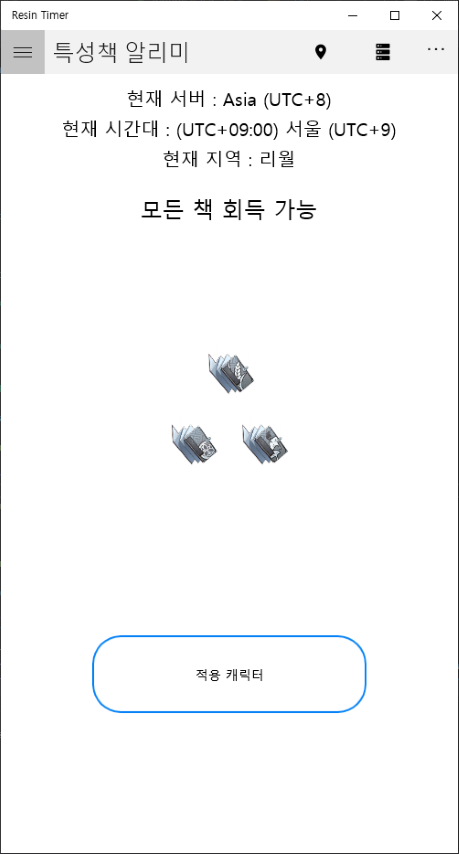 Resin Timer
특성책 알리미
현재 서버 : Asia (UTC+8)
현재 시간대 : (UTC+09:00) 서울 (UTC+9)
현재 지역 : 리월
모든 책 획득 가능
적용 캐릭터